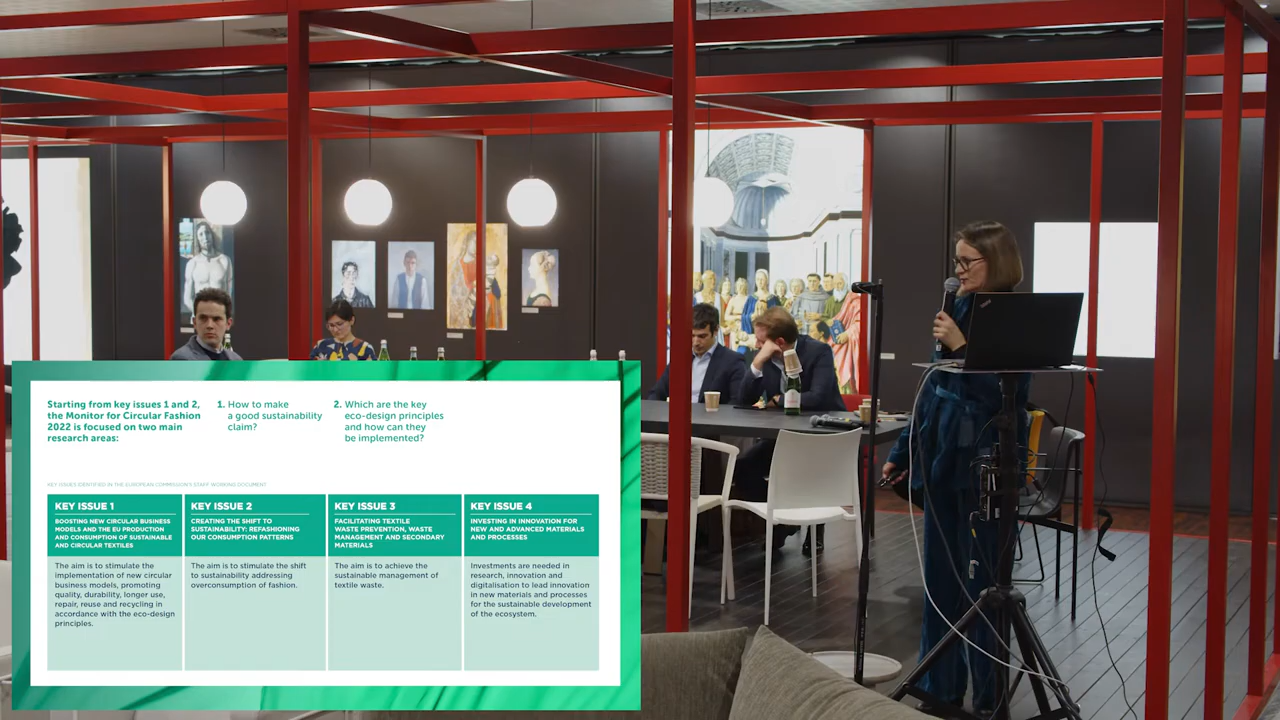 Starting from key issues 1 and 2,
the Monitor for Circular Fashion
2022 is focused on two main
research areas:
1. How to make
a good sustainability
claim?
2. Which are the key
eco-design principles
and how can they
be implemented?
KEY ISSUES IDENTIFIED IN THE EUROPEAN COMMISSION'S STAFF WORKING DOCUMENT
KEY ISSUE 1
BOOSTING NEW CIRCULAR BUSINESS
MODELS AND THE EU PRODUCTION
AND CONSUMPTION OF SUSTAINABLE
AND CIRCULAR TEXTILES
The aim is to stimulate the
implementation of new circular
business models, promoting
quality, durability, longer use,
repair, reuse and recycling in
accordance with the eco-design
principles.
KEY ISSUE 2
CREATING THE SHIFT TO
SUSTAINABILITY: REFASHIONING
OUR CONSUMPTION PATTERNS
The aim is to stimulate the shift
to sustainability addressing
overconsumption of fashion.
KEY ISSUE 3
FACILITATING TEXTILE
WASTE PREVENTION, WASTE
MANAGEMENT AND SECONDARY
MATERIALS
The aim is to achieve the
sustainable management of
textile waste.
KEY ISSUE 4
INVESTING IN INNOVATION FOR
NEW AND ADVANCED MATERIALS
AND PROCESSES
Investments are needed in
research, innovation and
digitalisation to lead innovation
in new materials and processes
for the sustainable development
of the ecosystem.